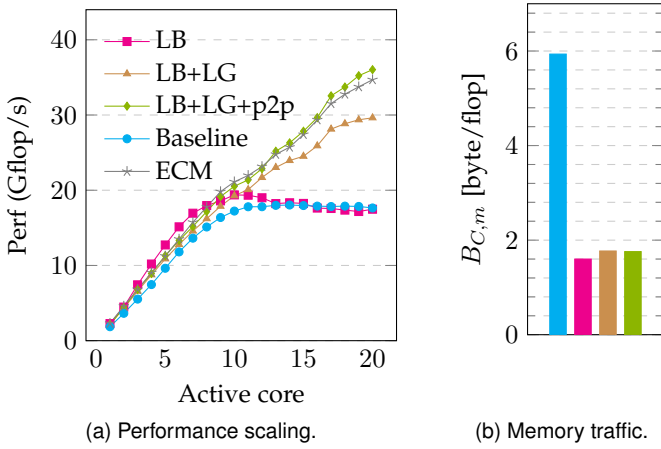 40
30
20
10
0
Perf (Gflop/s)
LB
LB+LG
LB+LG+p2p
Baseline
ECM
0 5 10 15 20
Active core
(a) Performance scaling.
6
4
2
0
B_{C,m} [byte/flop]
(b) Memory traffic.